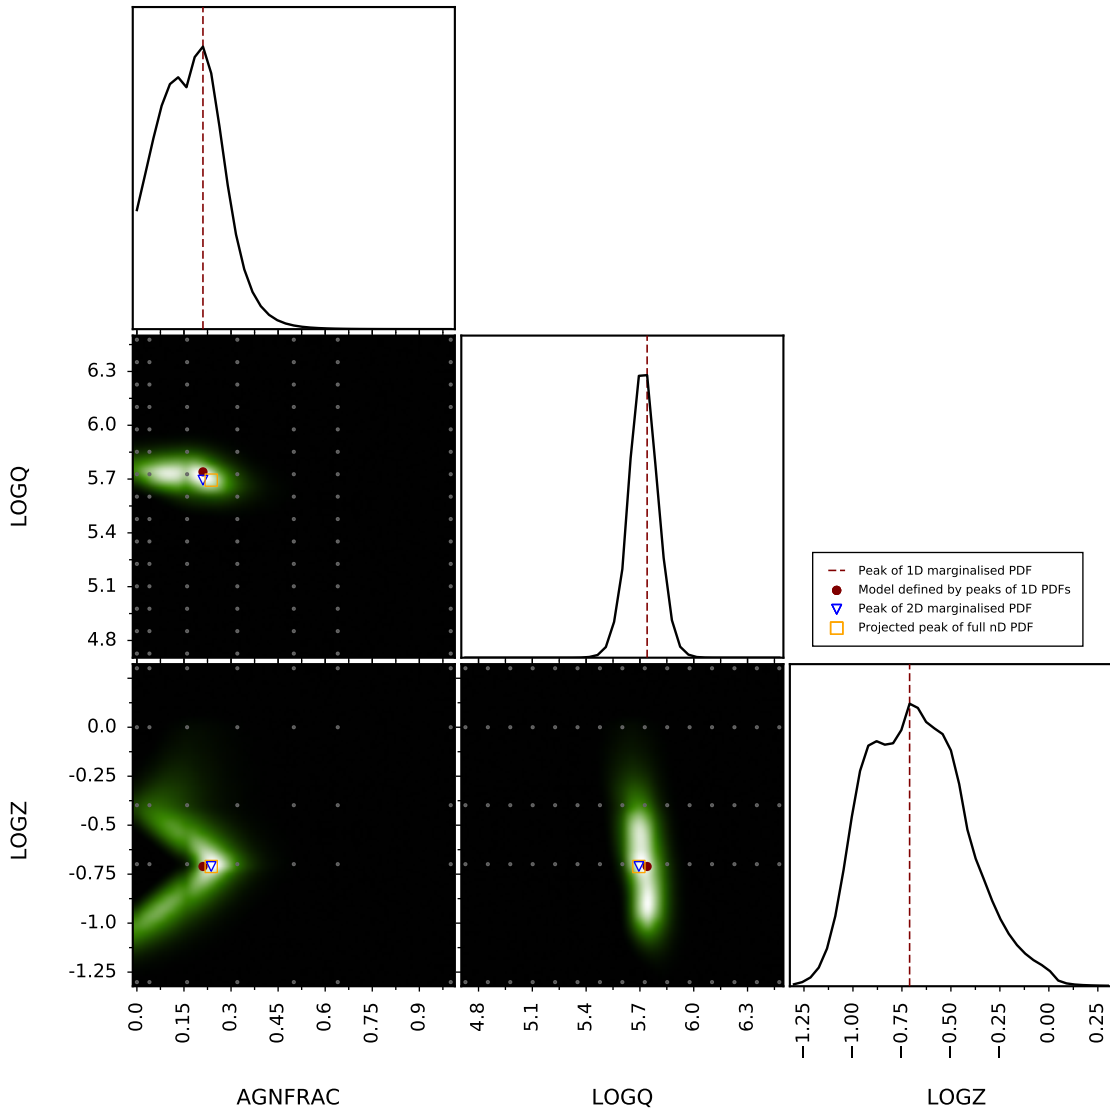 6.3
6.0
5.7
5.4
5.1
4.8
LOGQ
Peak of 1D marginalised PDF
Model defined by peaks of 1D PDFs
Peak of 2D marginalised PDF
Projected peak of full nD PDF
0.0
-0.25
-0.5
-0.75
-1.0
-1.25
LOGZ
0.0 0.15 0.3 0.45 0.6 0.75 0.9
4.8 5.1 5.4 5.7 6.0 6.3
−1.25 −1.00 −0.75 −0.50 −0.25 0.00 0.25
AGNFRAC LOGQ LOGZ